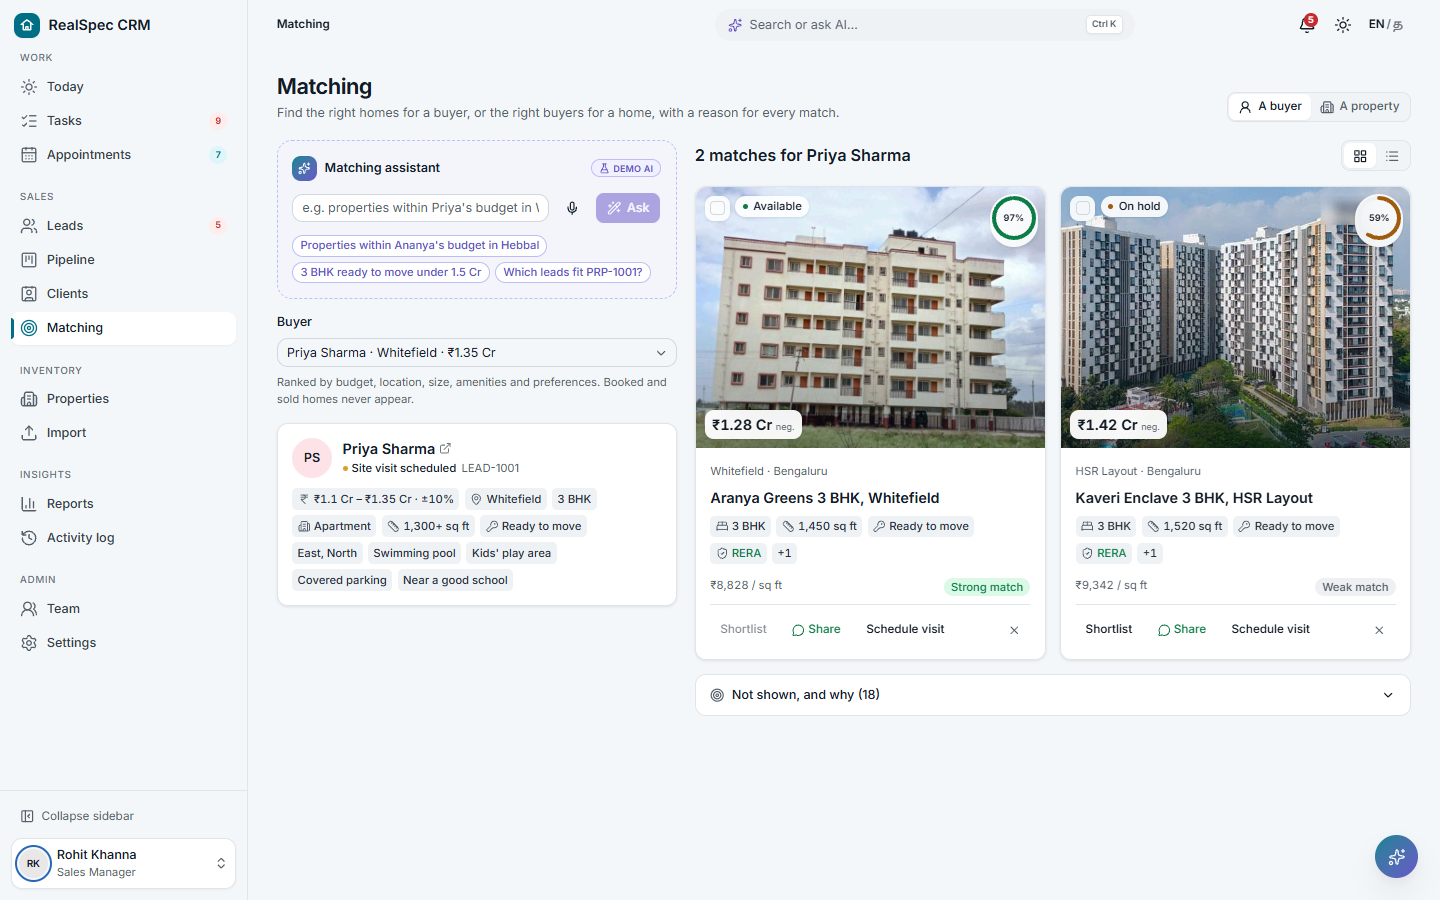 RealSpec CRM
WORK
Today
Tasks 9
Appointments 7
SALES
Leads 5
Pipeline
Clients
Matching
INVENTORY
Properties
Import
INSIGHTS
Reports
Activity log
ADMIN
Team
Settings
Collapse sidebar
RK
Rohit Khanna
Sales Manager
Matching
Search or ask AI... Ctrl K
5
EN / த
Matching
Find the right homes for a buyer, or the right buyers for a home, with a reason for every match.
A buyer A property
Matching assistant
DEMO AI
e.g. properties within Priya's budget in
Ask
Properties within Ananya's budget in Hebbal
3 BHK ready to move under 1.5 Cr
Which leads fit PRP-1001?
Buyer
Priya Sharma · Whitefield · ₹1.35 Cr
Ranked by budget, location, size, amenities and preferences. Booked and
sold homes never appear.
PS
Priya Sharma
Site visit scheduled LEAD-1001
₹1.1 Cr – ₹1.35 Cr · ±10% Whitefield 3 BHK
Apartment 1,300+ sq ft Ready to move
East, North Swimming pool Kids' play area
Covered parking Near a good school
2 matches for Priya Sharma
Available
97%
₹1.28 Cr neg.
Whitefield · Bengaluru
Aranya Greens 3 BHK, Whitefield
3 BHK 1,450 sq ft Ready to move
RERA +1
₹8,828 / sq ft Strong match
Shortlist Share Schedule visit
On hold
59%
₹1.42 Cr neg.
HSR Layout · Bengaluru
Kaveri Enclave 3 BHK, HSR Layout
3 BHK 1,520 sq ft Ready to move
RERA +1
₹9,342 / sq ft Weak match
Shortlist Share Schedule visit
Not shown, and why (18)